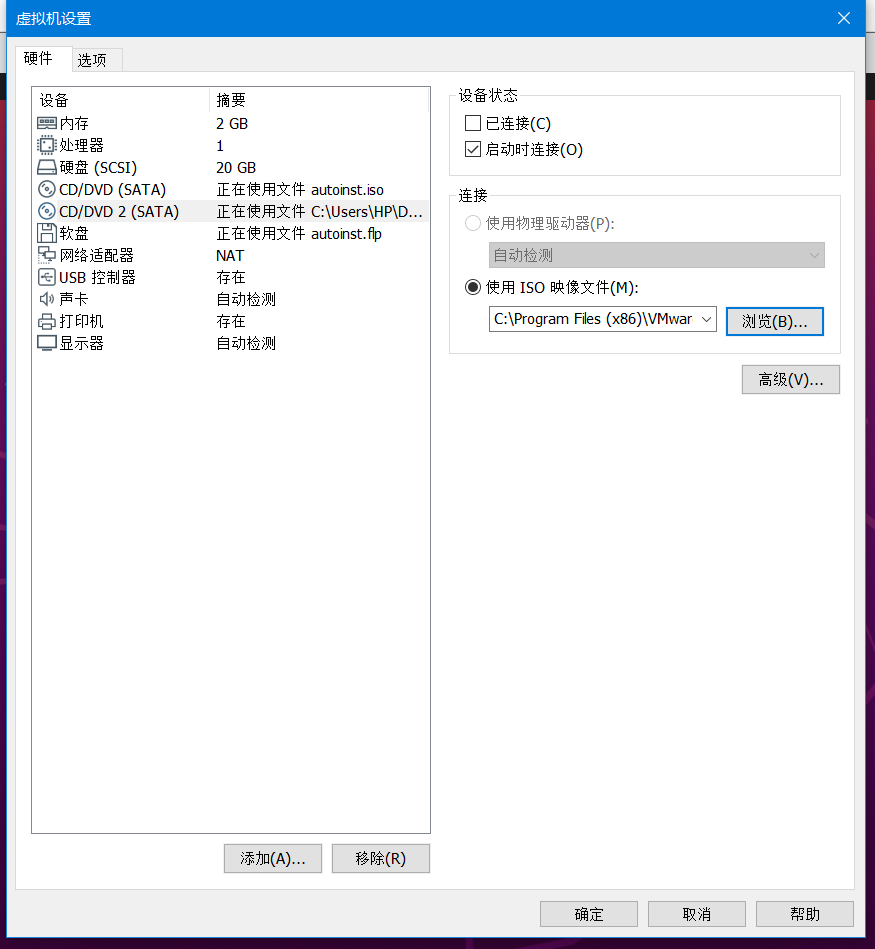 虚拟机设置
硬件 选项
设备 摘要
内存 2 GB
处理器 1
硬盘 (SCSI) 20 GB
CD/DVD (SATA) 正在使用文件 autoinst.iso
CD/DVD 2 (SATA) 正在使用文件 C:\Users\HP\D...
软盘 正在使用文件 autoinst.flp
网络适配器 NAT
USB 控制器 存在
声卡 自动检测
打印机 存在
显示器 自动检测
添加(A)... 移除(R)
设备状态
已连接(C)
启动时连接(O)
连接
使用物理驱动器(P):
自动检测
使用 ISO 映像文件(M):
C:\Program Files (x86)\VMwar 浏览(B)...
高级(V)...
确定 取消 帮助